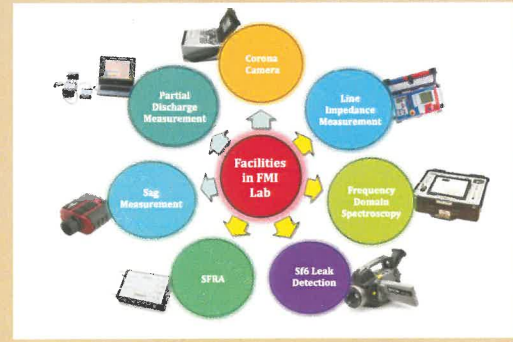 Corona
Camera
Partial
Discharge
Measurement
Line
Impedance
Measurement
Facilities
in FMI
Lab
Sag
Measurement
Frequency
Domain
Spectroscopy
SFRA
Sf6 Leak
Detection